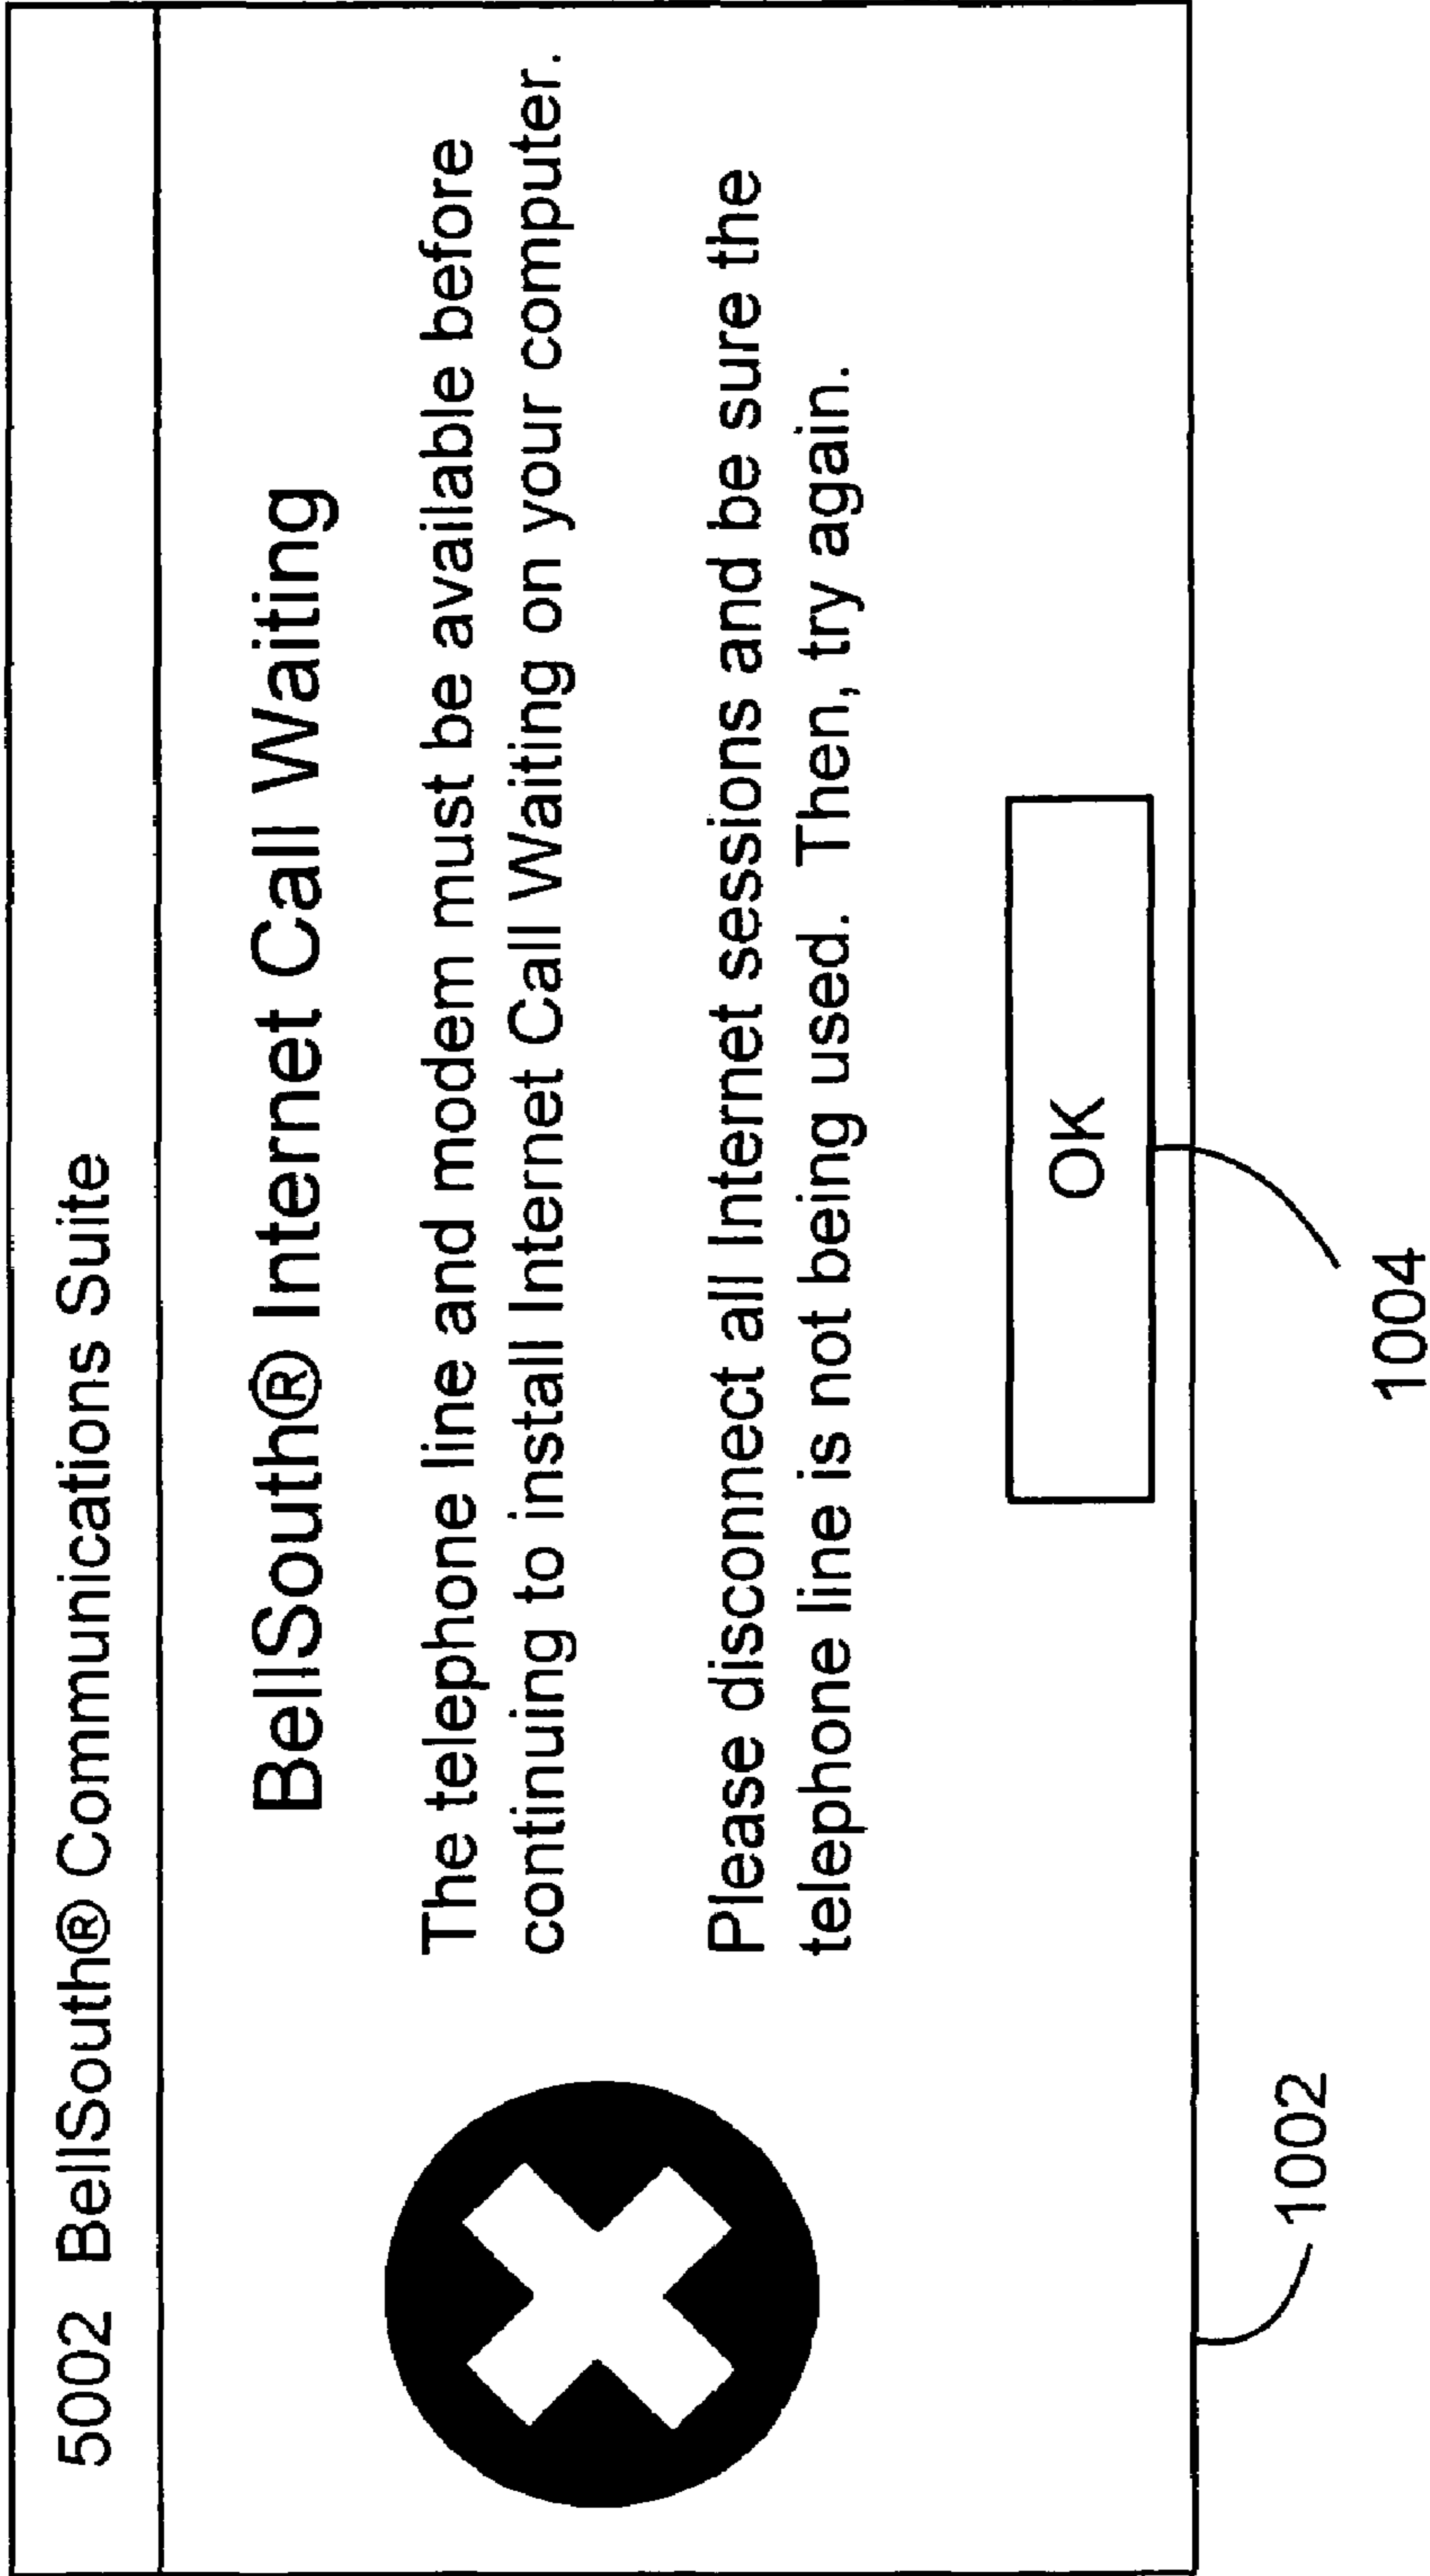 5002 BellSouth® Communications Suite
BellSouth® Internet Call Waiting
The telephone line and modem must be available before
continuing to install Internet Call Waiting on your computer.
Please disconnect all Internet sessions and be sure the
telephone line is not being used. Then, try again.
OK
1002
1004